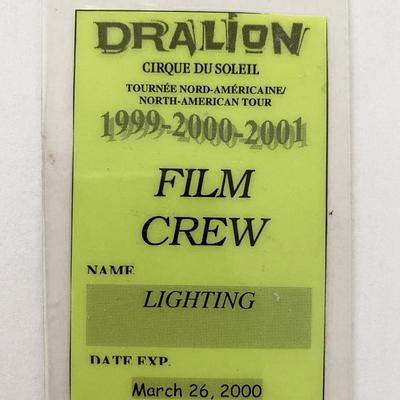 DRALION
CIRQUE DU SOLEIL
TOURNÉE NORD-AMÉRICAINE/
NORTH-AMERICAN TOUR
1999-2000-2001
FILM
CREW
NAME
LIGHTING
DATE EXP.
March 26, 2000